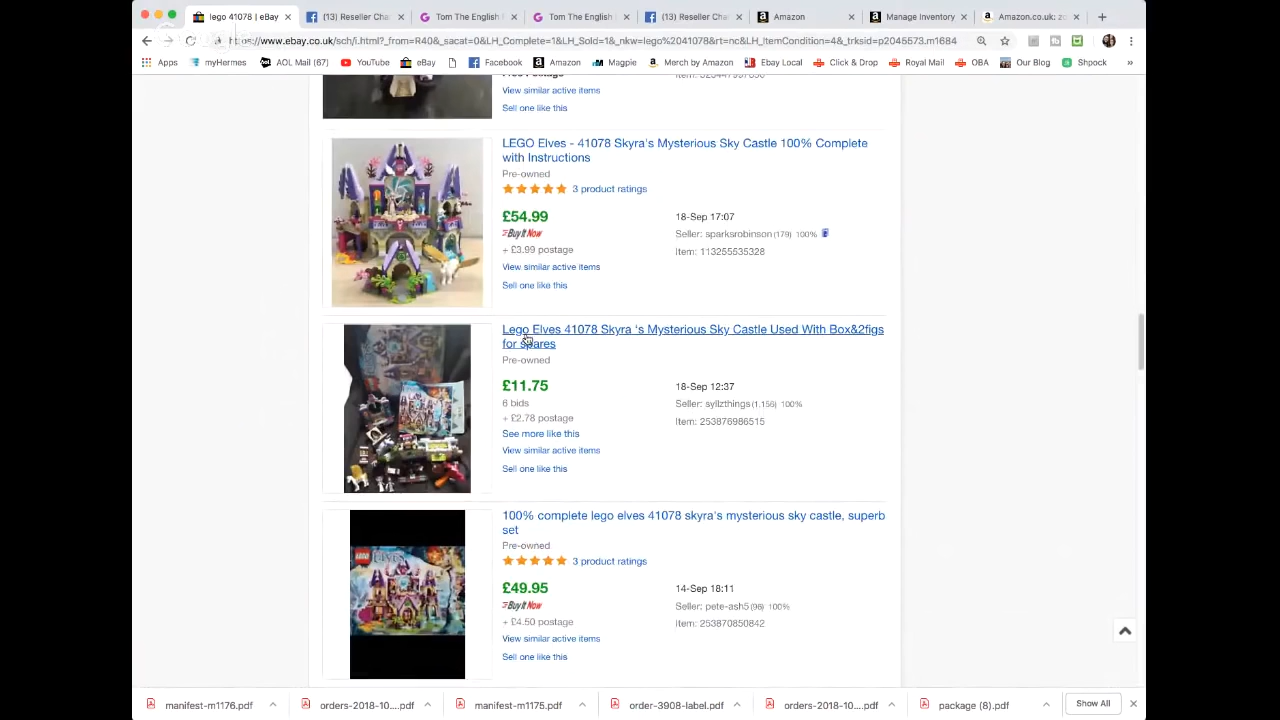 lego 41078 | eBay
(13) Reseller Cha
Tom The English
Tom The English
(13) Reseller Cha
Amazon
Manage Inventory
Amazon.co.uk: zo
https://www.ebay.co.uk/sch/i.html?_from=R40&_sacat=0&LH_Complete=1&LH_Sold=1&_nkw=lego%2041078&rt=nc&LH_ItemCondition=4&_trksid=p2045573.m1684
Apps
myHermes
AOL Mail (67)
YouTube
eBay
Facebook
Amazon
Magpie
Merch by Amazon
Ebay Local
Click & Drop
Royal Mail
OBA
Our Blog
Shpock
View similar active items
Sell one like this
LEGO Elves - 41078 Skyra's Mysterious Sky Castle 100% Complete
with Instructions
Pre-owned
3 product ratings
£54.99
18-Sep 17:07
Buy It Now
Seller: sparksrobinson (179) 100%
+ £3.99 postage
Item: 113255535328
View similar active items
Sell one like this
Lego Elves 41078 Skyra 's Mysterious Sky Castle Used With Box&2figs
for spares
Pre-owned
£11.75
18-Sep 12:37
6 bids
Seller: syllzthings (1,156) 100%
+ £2.78 postage
Item: 253876986515
See more like this
View similar active items
Sell one like this
100% complete lego elves 41078 skyra's mysterious sky castle, superb
set
Pre-owned
3 product ratings
£49.95
14-Sep 18:11
Buy It Now
Seller: pete-ash5 (96) 100%
+ £4.50 postage
Item: 253870850842
View similar active items
Sell one like this
manifest-m1176.pdf
orders-2018-10....pdf
manifest-m1175.pdf
order-3908-label.pdf
orders-2018-10....pdf
package (8).pdf
Show All